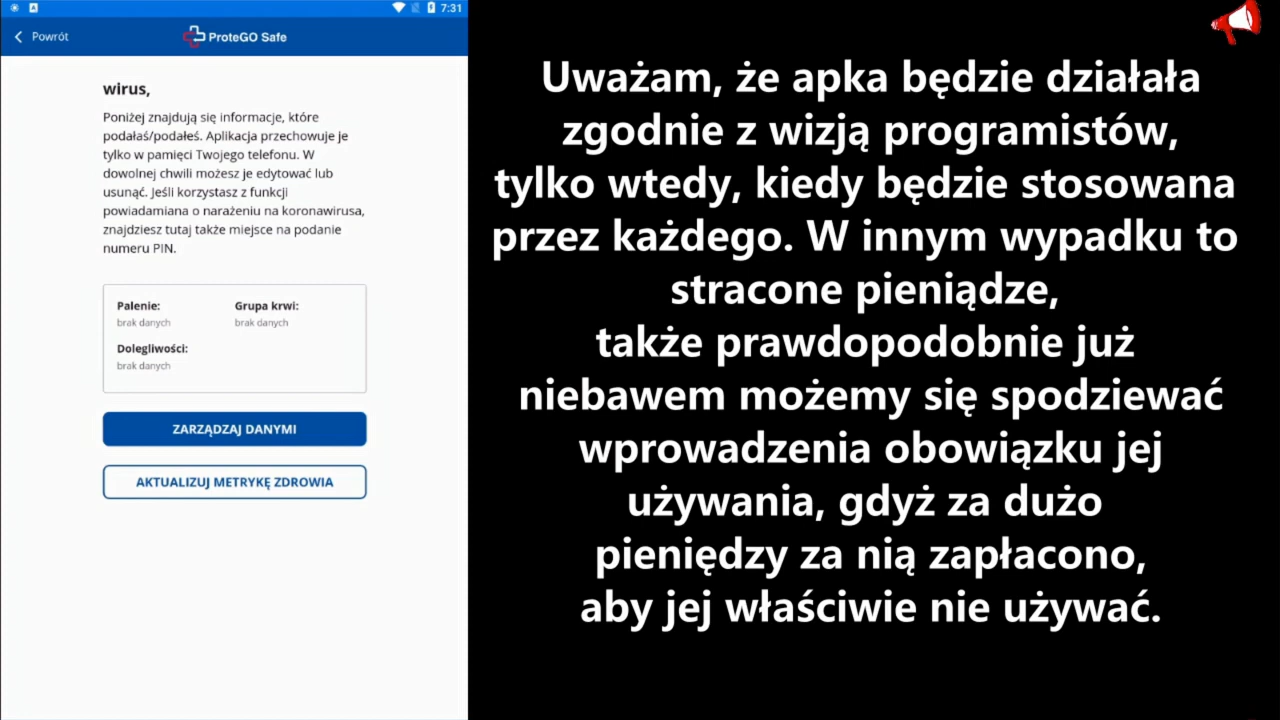 7:31
Powrót
ProteGO Safe
wirus,
Poniżej znajdują się informacje, które
podałaś/podałeś. Aplikacja przechowuje je
tylko w pamięci Twojego telefonu. W
dowolnej chwili możesz je edytować lub
usunąć. Jeśli korzystasz z funkcji
powiadamiana o narażeniu na koronawirusa,
znajdziesz tutaj także miejsce na podanie
numeru PIN.
Palenie: Grupa krwi:
brak danych brak danych
Dolegliwości:
brak danych
ZARZĄDZAJ DANYMI
AKTUALIZUJ METRYKĘ ZDROWIA
Uważam, że apka będzie działała
zgodnie z wizją programistów,
tylko wtedy, kiedy będzie stosowana
przez każdego. W innym wypadku to
stracone pieniądze,
także prawdopodobnie już
niebawem możemy się spodziewać
wprowadzenia obowiązku jej
używania, gdyż za dużo
pieniędzy za nią zapłacono,
aby jej właściwie nie używać.